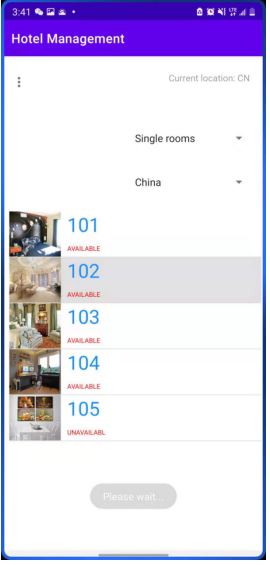 3:41
Hotel Management
Current location: CN
Single rooms
China
101
AVAILABLE
102
AVAILABLE
103
AVAILABLE
104
AVAILABLE
105
UNAVAILABL
Please wait...